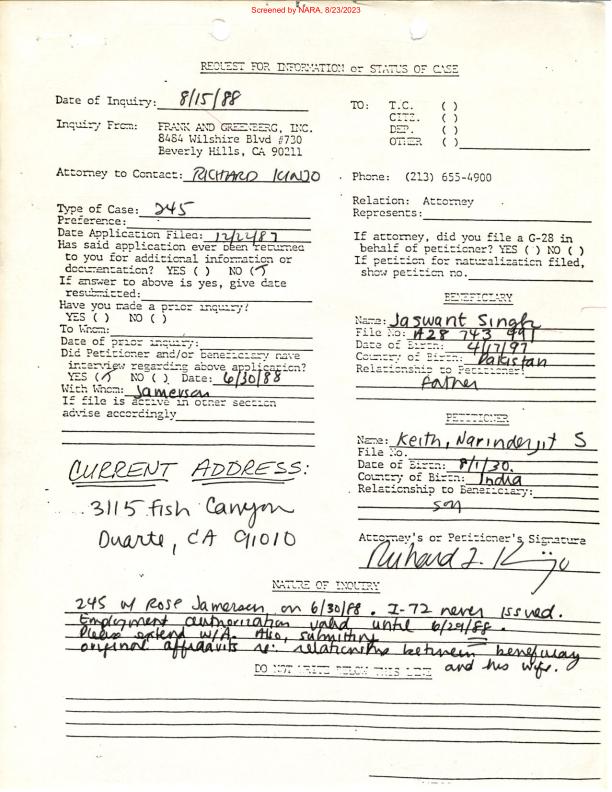 Screened by NARA, 8/23/2023
REQUEST FOR INFORMATION or STATUS OF CASE
Date of Inquiry: 8/15/88
Inquiry From: FRANK AND GREENBERG, INC.
8484 Wilshire Blvd #730
Beverly Hills, CA 90211
Attorney to Contact: RICHARD KINJO
TO: T.C. ( )
CITZ. ( )
DEP. ( )
OTHER ( )
Phone: (213) 655-4900
Type of Case: 245
Preference:
Date Application Filed: 12/2/87
Has said application ever been returned
to you for additional information or
documentation? YES ( ) NO (✓)
If answer to above is yes, give date
resubmitted:
Have you made a prior inquiry?
YES ( ) NO ( )
To Whom:
Date of prior inquiry:
Did Petitioner and/or beneficiary have
interview regarding above application?
YES (✓) NO ( ) Date: 6/30/88
With Whom: Jamerson
If file is active in other section
advise accordingly
Relation: Attorney
Represents:
If attorney, did you file a G-28 in
behalf of petitioner? YES ( ) NO ( )
If petition for naturalization filed,
show petition no.
BENEFICIARY
Name: Jaswant Singh
File No: A28 743 991
Date of Birth: 4/17/97
Country of Birth: Pakistan
Relationship to Petitioner:
father
PETITIONER
Name: Keith, Narinderjit S
File No.
Date of Birth: 8/1/30.
Country of Birth: India
Relationship to Beneficiary:
son
CURRENT ADDRESS:
3115 Fish Canyon
Duarte, CA 91010
Attorney's or Petitioner's Signature
Richard L. Kinjo
NATURE OF INQUIRY
245 w/ Rose Jamerson, on 6/30/88. I-72 never issued.
Employment authorization valid until 6/29/88.
Please extend W/A. Also, submitting
original affidavits re: relationship between beneficiary
and his wife.
DO NOT WRITE BELOW THIS LINE